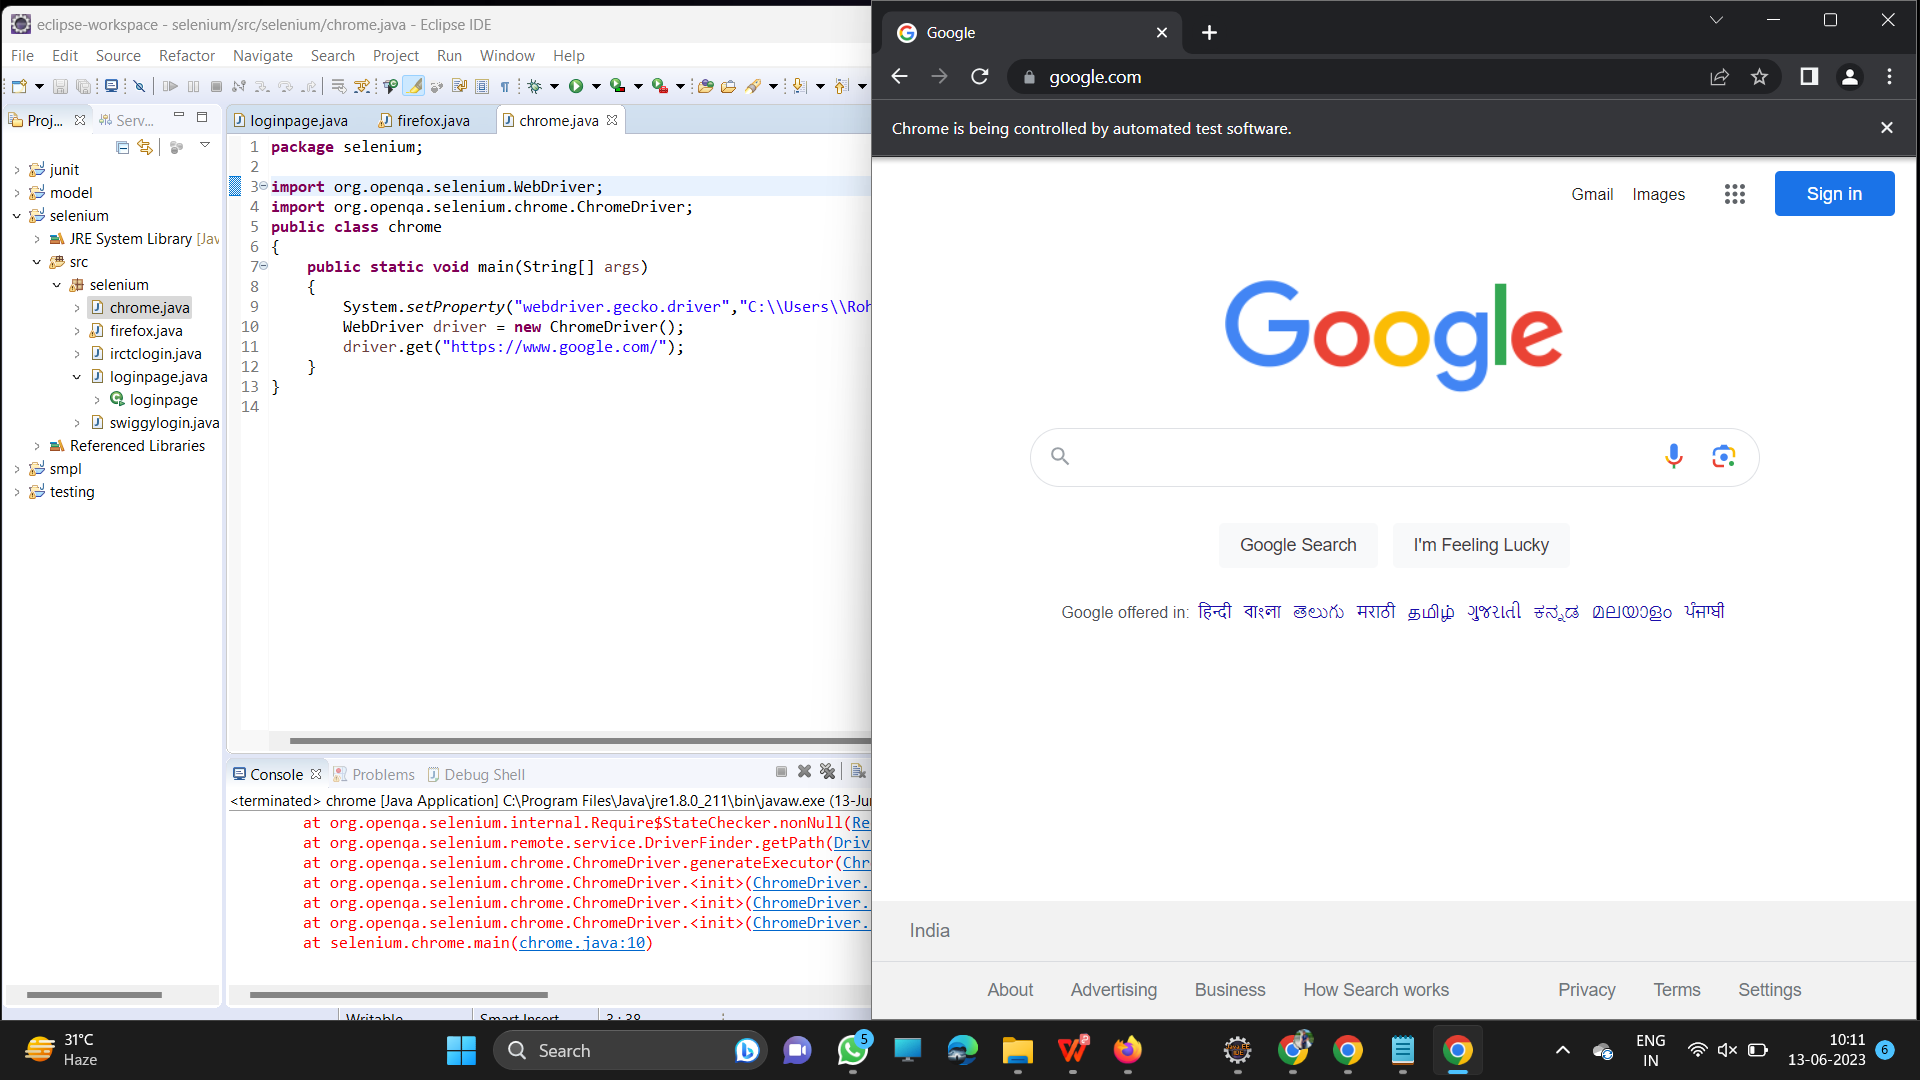 eclipse-workspace - selenium/src/selenium/chrome.java - Eclipse IDE
File Edit Source Refactor Navigate Search Project Run Window Help
Proj... Serv...
junit
model
selenium
JRE System Library [Jav
src
selenium
chrome.java
firefox.java
irctclogin.java
loginpage.java
loginpage
swiggylogin.java
Referenced Libraries
smpl
testing
loginpage.java firefox.java chrome.java
1 package selenium;
2
3 import org.openqa.selenium.WebDriver;
4 import org.openqa.selenium.chrome.ChromeDriver;
5 public class chrome
6 {
7 public static void main(String[] args)
8 {
9 System.setProperty("webdriver.gecko.driver","C:\\Users\\Roh
10 WebDriver driver = new ChromeDriver();
11 driver.get("https://www.google.com/");
12 }
13 }
14
Console Problems Debug Shell
<terminated> chrome [Java Application] C:\Program Files\Java\jre1.8.0_211\bin\javaw.exe (13-Jun
at org.openqa.selenium.internal.Require$StateChecker.nonNull(Re
at org.openqa.selenium.remote.service.DriverFinder.getPath(Driv
at org.openqa.selenium.chrome.ChromeDriver.generateExecutor(Chr
at org.openqa.selenium.chrome.ChromeDriver.<init>(ChromeDriver.
at org.openqa.selenium.chrome.ChromeDriver.<init>(ChromeDriver.
at org.openqa.selenium.chrome.ChromeDriver.<init>(ChromeDriver.
at selenium.chrome.main(chrome.java:10)
Writable Smart Insert 3 : 38
Google
google.com
Chrome is being controlled by automated test software.
Gmail Images Sign in
Google
Google Search I'm Feeling Lucky
Google offered in: हिन्दी বাংলা తెలుగు मराठी தமிழ் ગુજરાતી ಕನ್ನಡ മലയാളം ਪੰਜਾਬੀ
India
About Advertising Business How Search works Privacy Terms Settings
31°C
Haze
Search
5
ENG
IN
10:11
13-06-2023
6